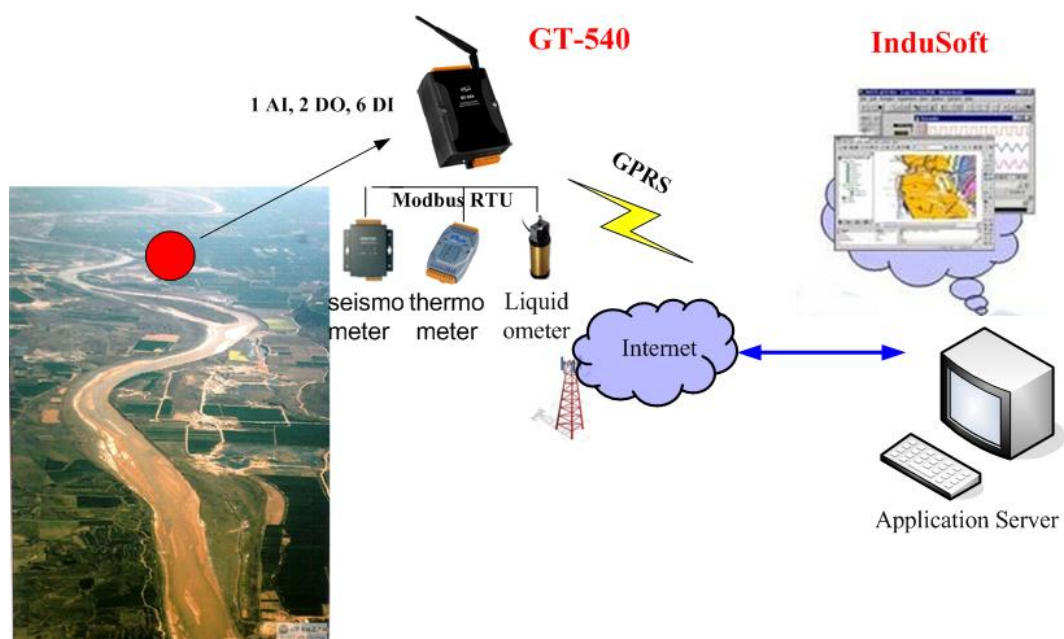 GT-540
InduSoft
1 AI, 2 DO, 6 DI
GPRS
Modbus RTU
seismo
meter
thermo
meter
Liquid
ometer
Internet
Application Server